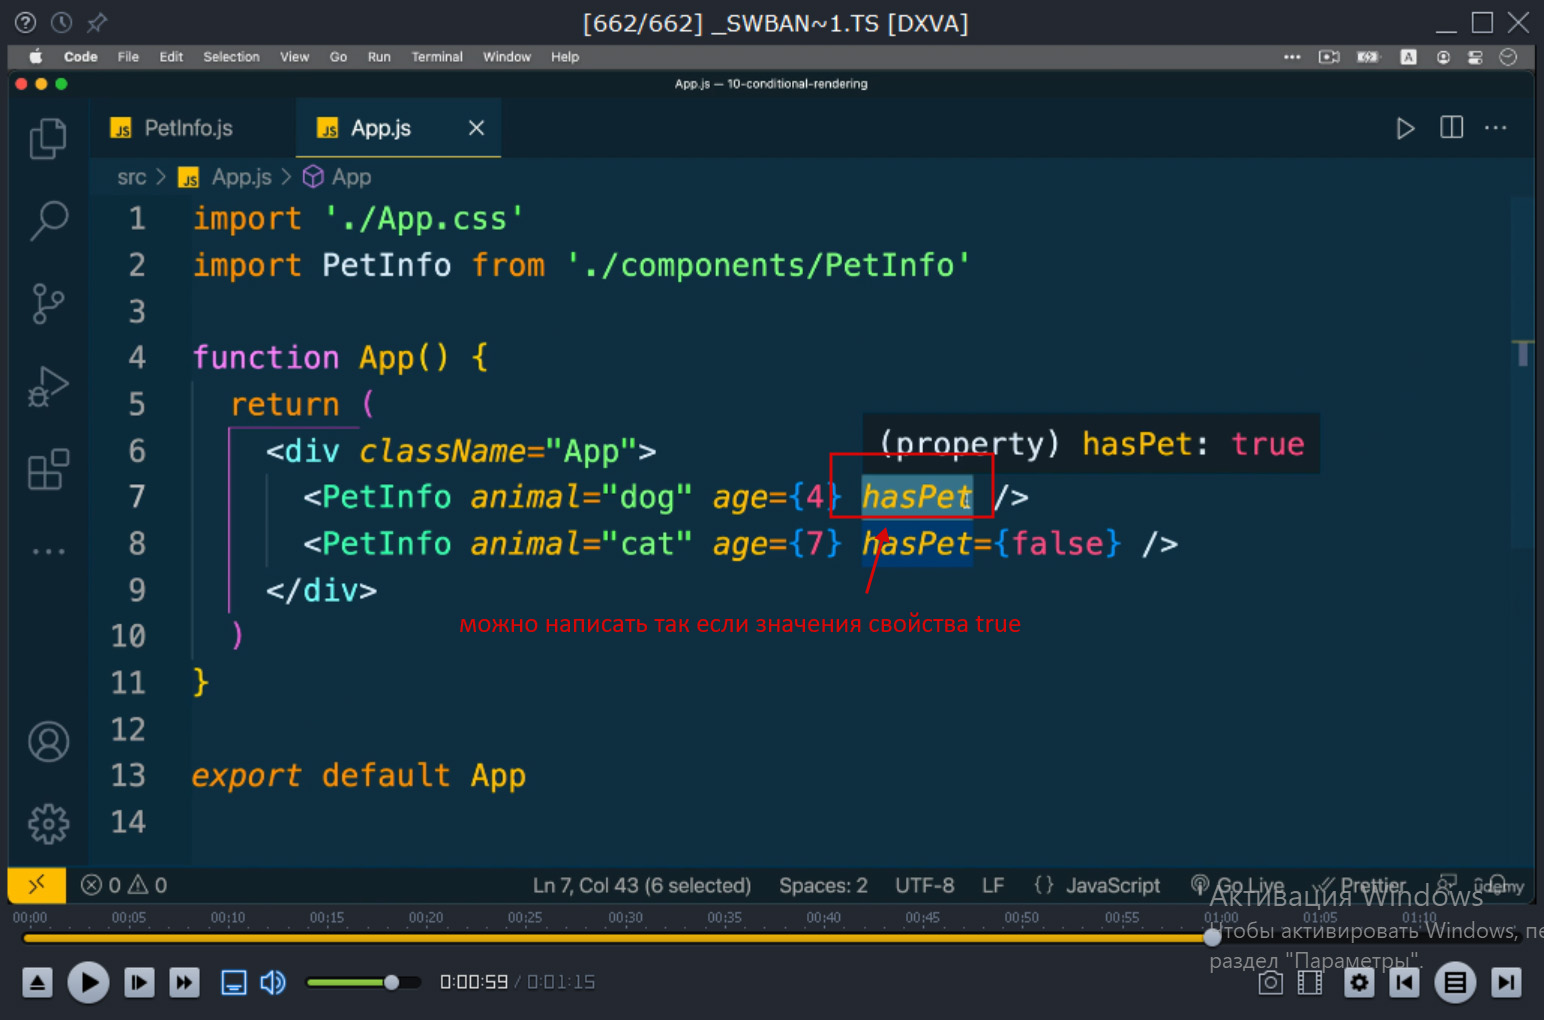 [662/662] _SWBAN~1.TS [DXVA]
Code File Edit Selection View Go Run Terminal Window Help
App.js — 10-conditional-rendering
JS PetInfo.js JS App.js
src > JS App.js > App
1 import './App.css'
2 import PetInfo from './components/PetInfo'
3
4 function App() {
5 return (
(property) hasPet: true
6 <div className="App">
7 <PetInfo animal="dog" age={4} hasPet />
8 <PetInfo animal="cat" age={7} hasPet={false} />
9 </div>
можно написать так если значения свойства true
10 )
11 }
12
13 export default App
14
0 0 Ln 7, Col 43 (6 selected) Spaces: 2 UTF-8 LF {} JavaScript Go Live Prettier udemy
Активация Windows
00:00 00:05 00:10 00:15 00:20 00:25 00:30 00:35 00:40 00:45 00:50 00:55 01:00 01:05 01:10
Чтобы активировать Windows, пе
раздел "Параметры".
0:00:59 / 0:01:15